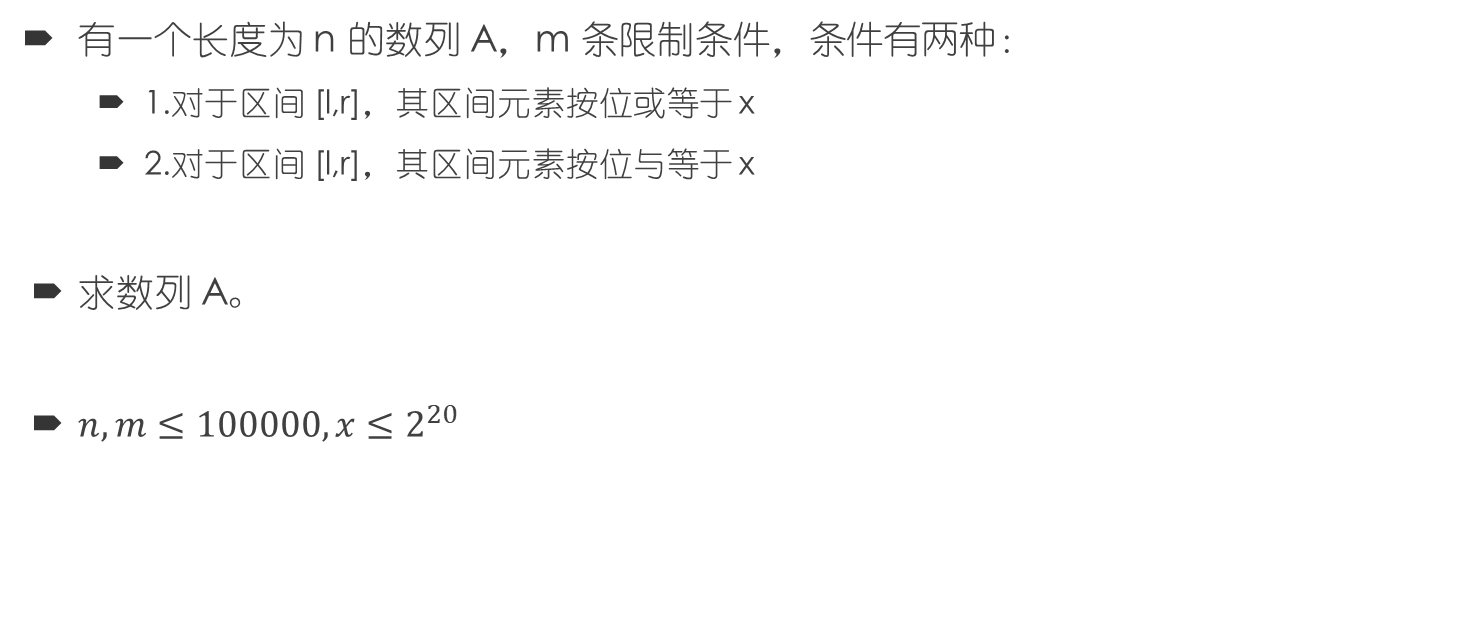 有一个长度为 n 的数列 A，m 条限制条件，条件有两种：
1.对于区间 [l,r]，其区间元素按位或等于 x
2.对于区间 [l,r]，其区间元素按位与等于 x
求数列 A。
n, m ≤ 100000, x ≤ 2^20